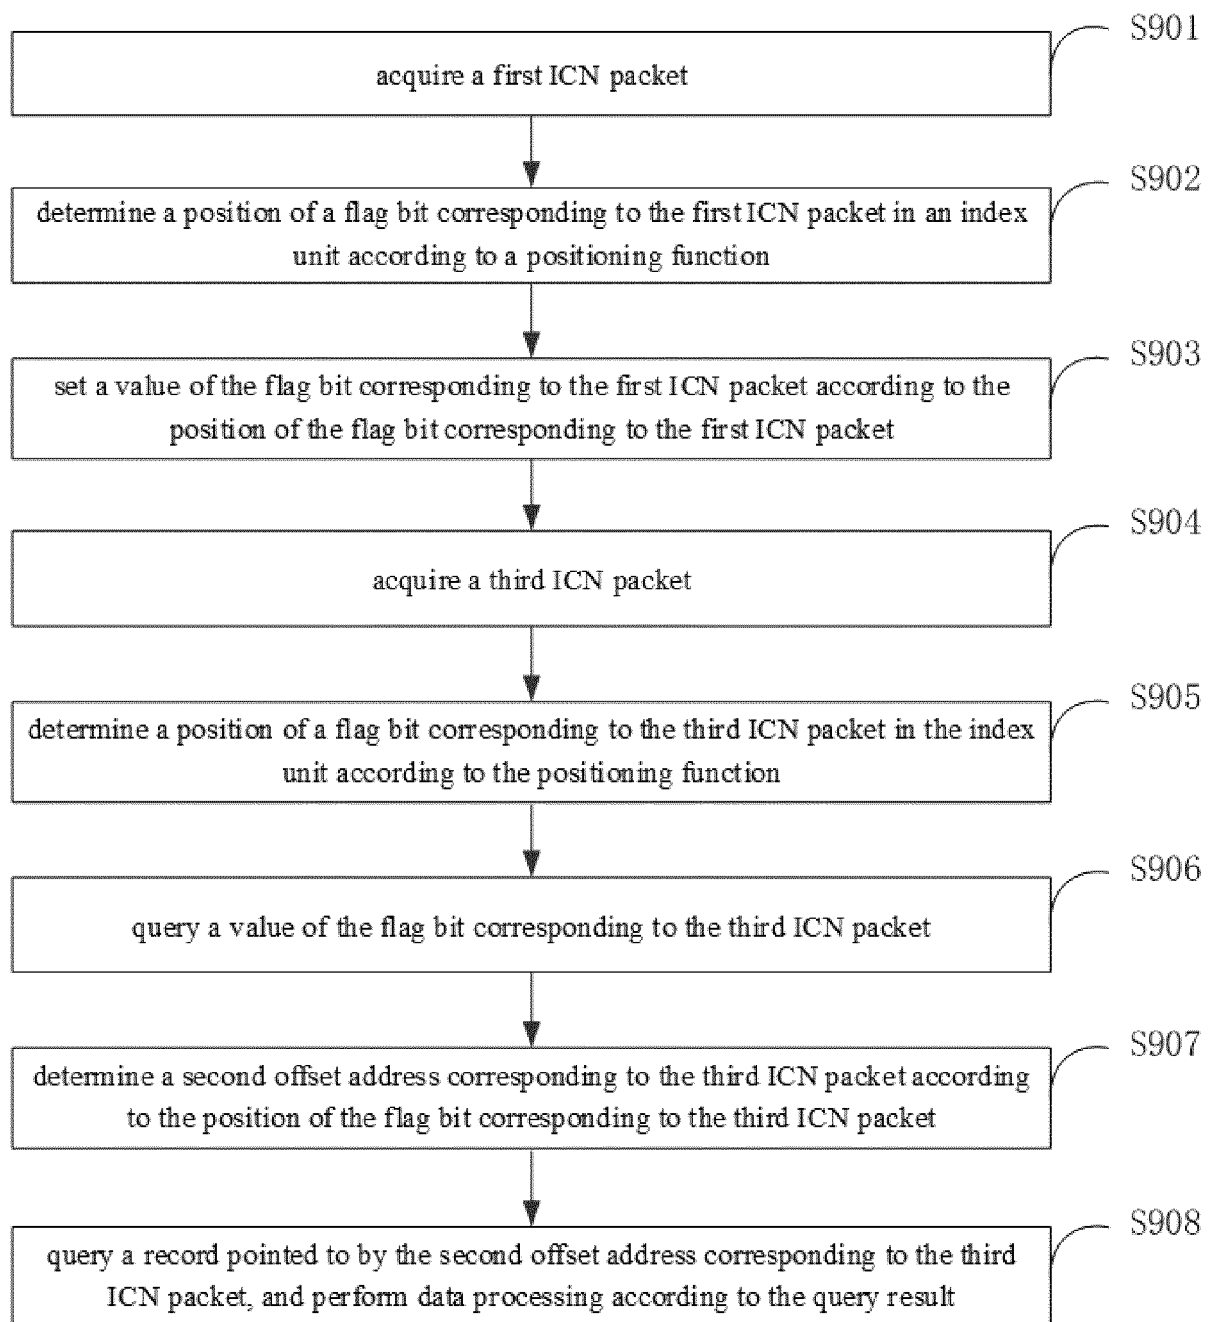 S901
acquire a first ICN packet
S902
determine a position of a flag bit corresponding to the first ICN packet in an index
unit according to a positioning function
S903
set a value of the flag bit corresponding to the first ICN packet according to the
position of the flag bit corresponding to the first ICN packet
S904
acquire a third ICN packet
S905
determine a position of a flag bit corresponding to the third ICN packet in the index
unit according to the positioning function
S906
query a value of the flag bit corresponding to the third ICN packet
S907
determine a second offset address corresponding to the third ICN packet according
to the position of the flag bit corresponding to the third ICN packet
S908
query a record pointed to by the second offset address corresponding to the third
ICN packet, and perform data processing according to the query result